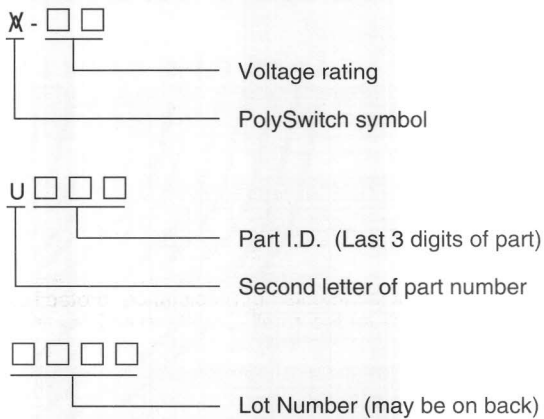 - □ □
Voltage rating
PolySwitch symbol
U □ □ □
Part I.D. (Last 3 digits of part)
Second letter of part number
□ □ □ □
Lot Number (may be on back)